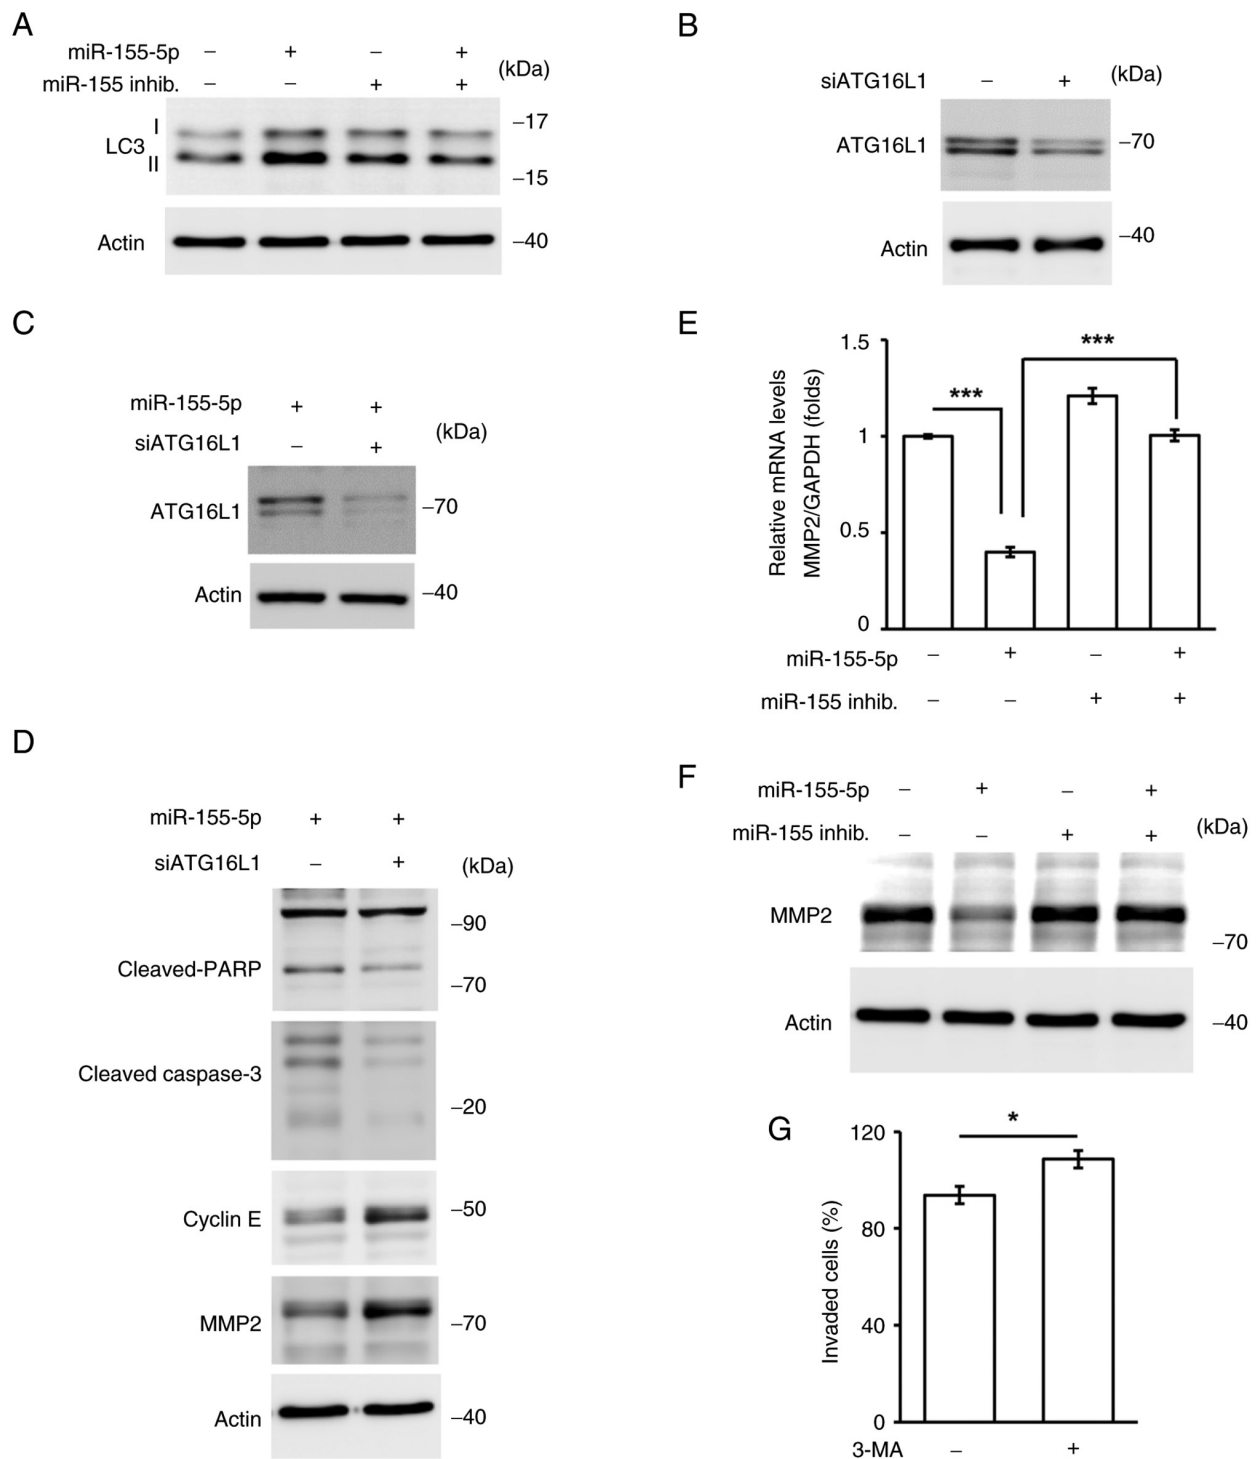 A
miR-155-5p – + – +
miR-155 inhib. – – + +
(kDa)
LC3 I II
–17
–15
Actin –40
B
siATG16L1 – + (kDa)
ATG16L1 –70
Actin –40
C
miR-155-5p + +
siATG16L1 – +
(kDa)
ATG16L1 –70
Actin –40
D
miR-155-5p + +
siATG16L1 – + (kDa)
–90
Cleaved-PARP
–70
Cleaved caspase-3
–20
Cyclin E –50
MMP2 –70
Actin –40
E
Relative mRNA levels
MMP2/GAPDH (folds)
1.5
1
0.5
0
***
***
miR-155-5p – + – +
miR-155 inhib. – – + +
F
miR-155-5p – + – +
miR-155 inhib. – – + + (kDa)
MMP2
–70
Actin –40
G
Invaded cells (%)
120
80
40
0
*
3-MA – +